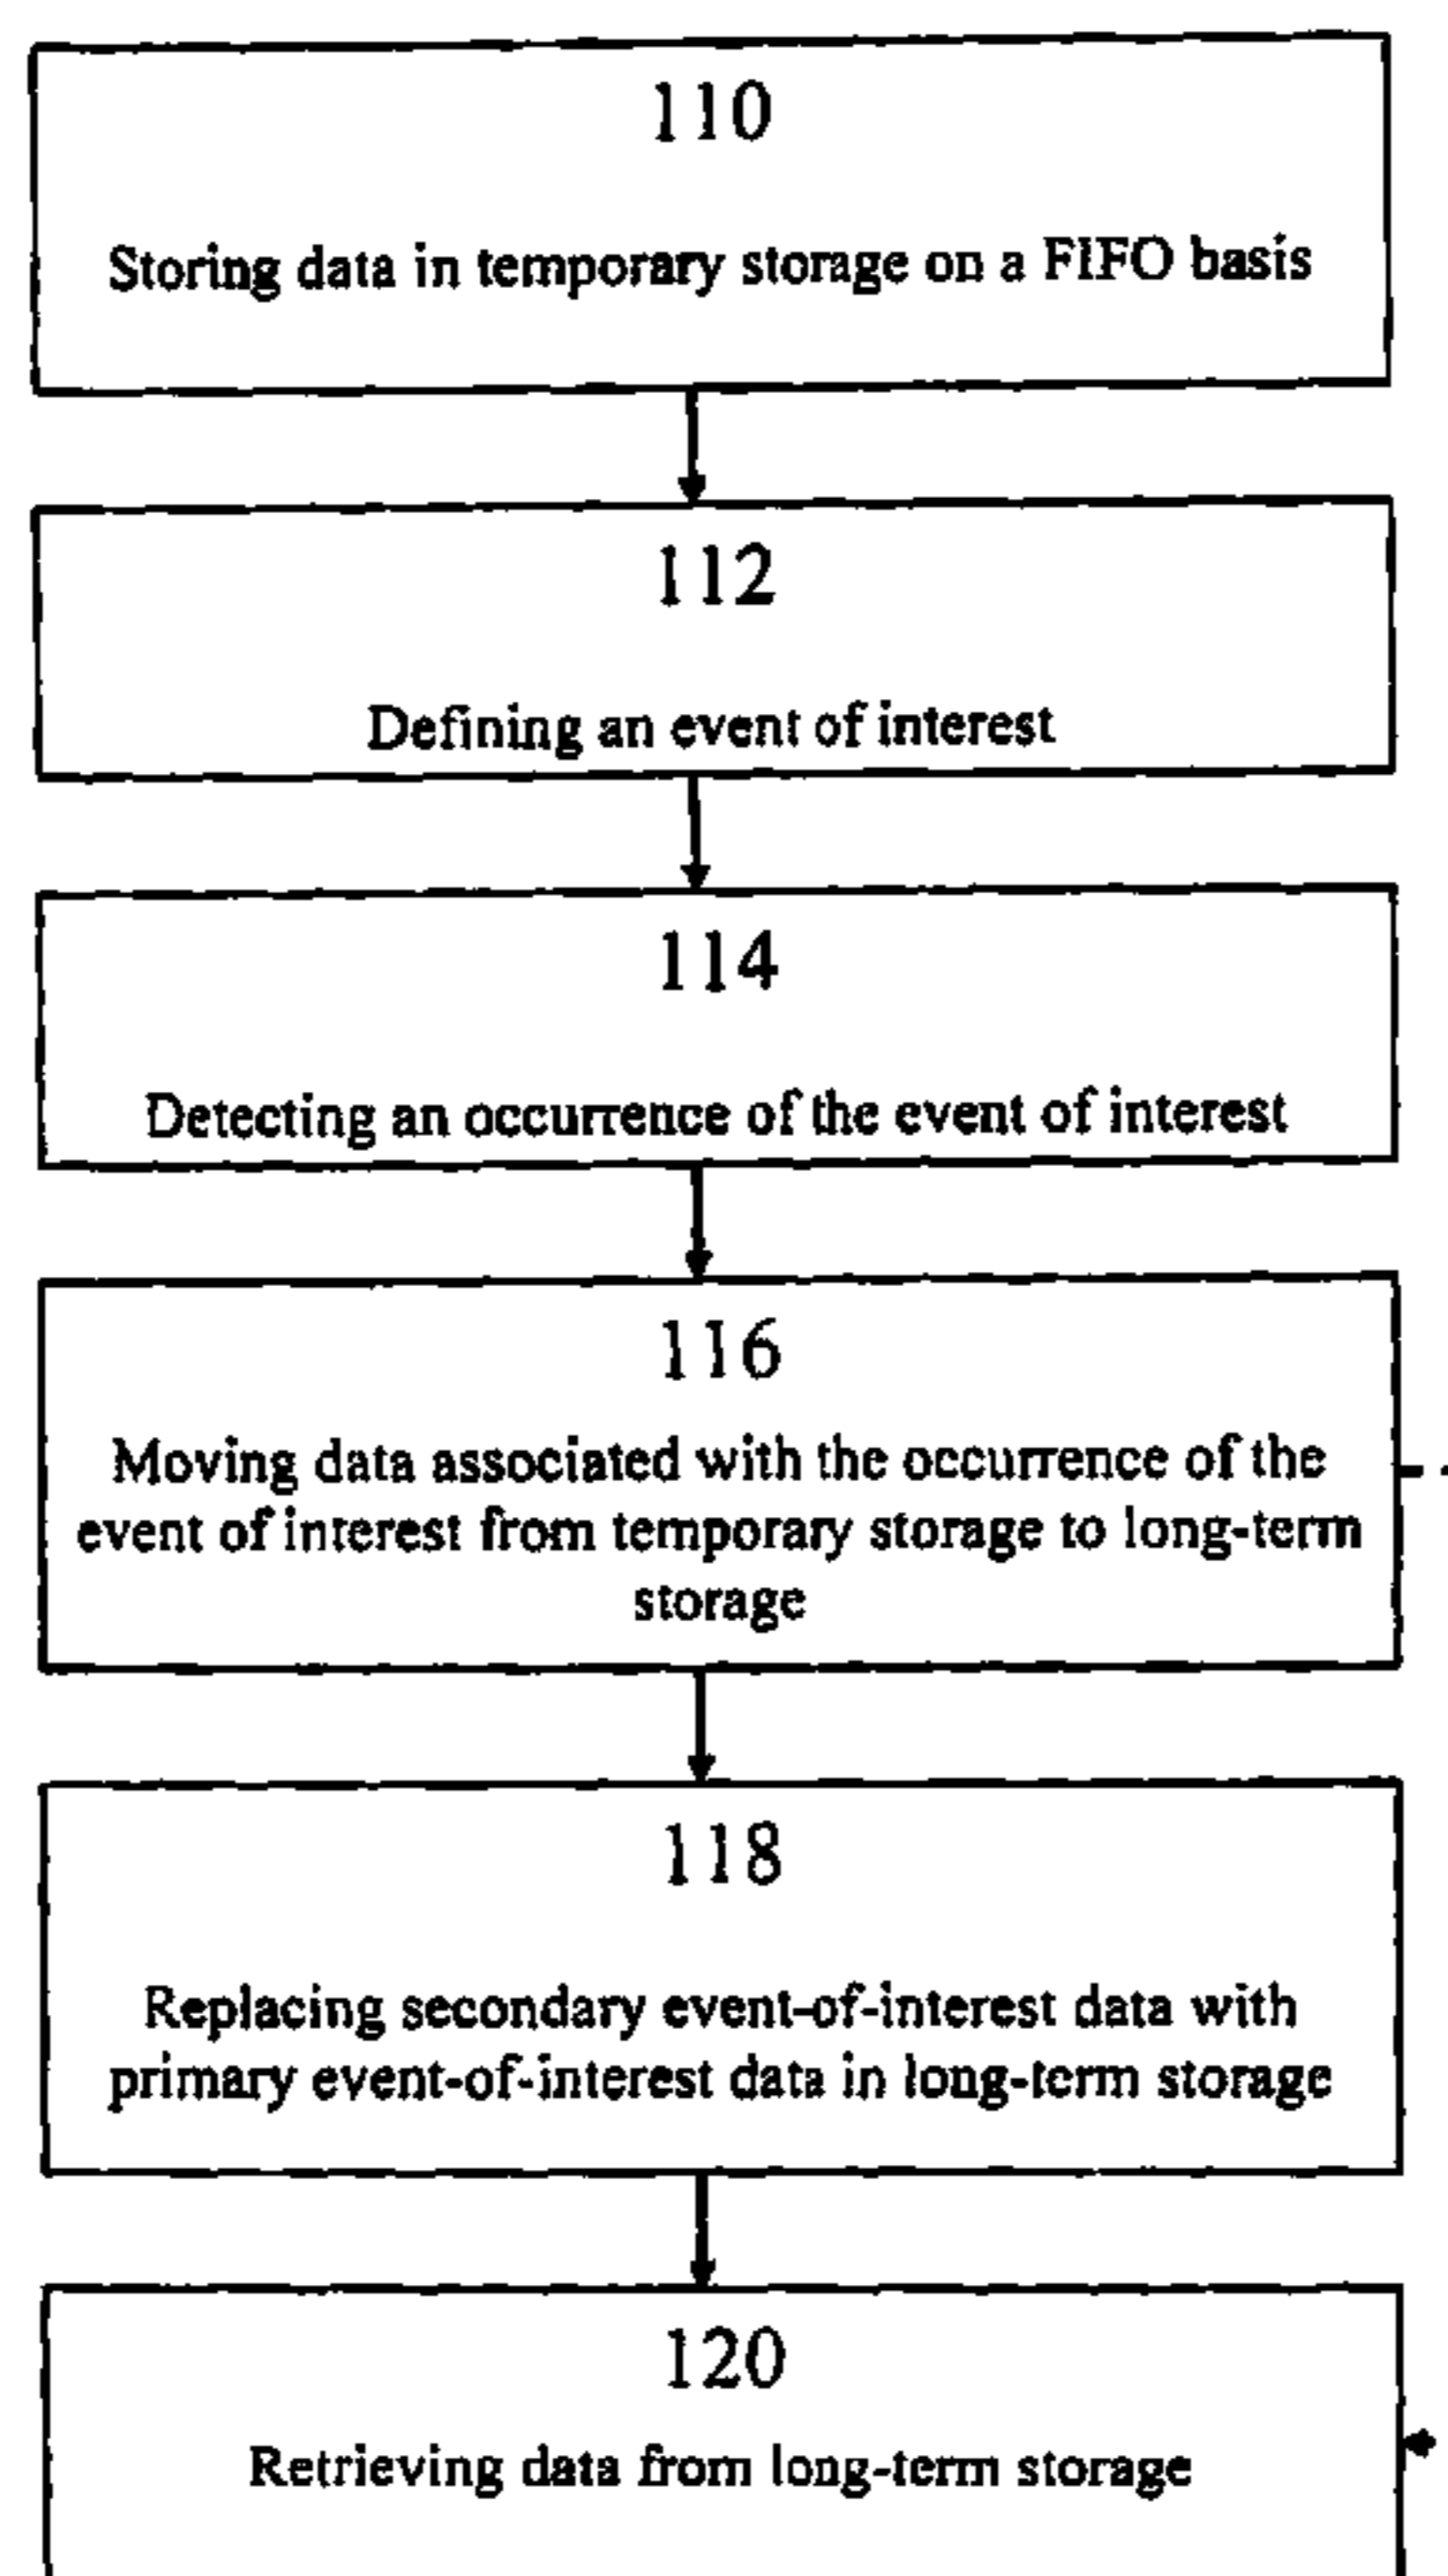 110
Storing data in temporary storage on a FIFO basis
112
Defining an event of interest
114
Detecting an occurrence of the event of interest
116
Moving data associated with the occurrence of the
event of interest from temporary storage to long-term
storage
118
Replacing secondary event-of-interest data with
primary event-of-interest data in long-term storage
120
Retrieving data from long-term storage